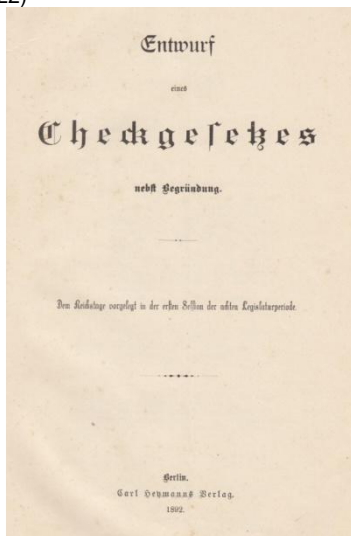 22)
Entwurf
eines
Checkgesetzes
nebst Begründung.
Dem Reichstage vorgelegt in der ersten Session der achten Legislaturperiode.
Berlin.
Carl Heymanns Verlag.
1892.